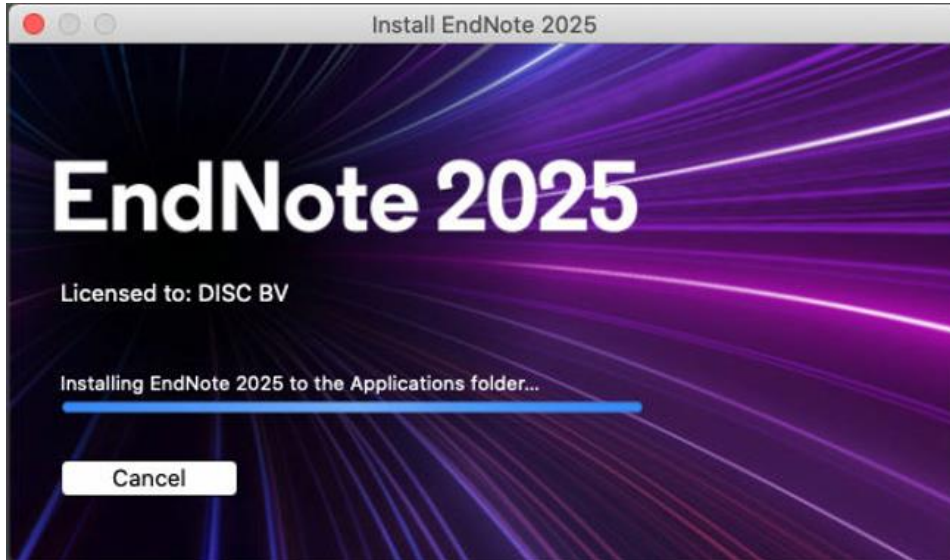 Install EndNote 2025
EndNote 2025
Licensed to: DISC BV
Installing EndNote 2025 to the Applications folder...
Cancel